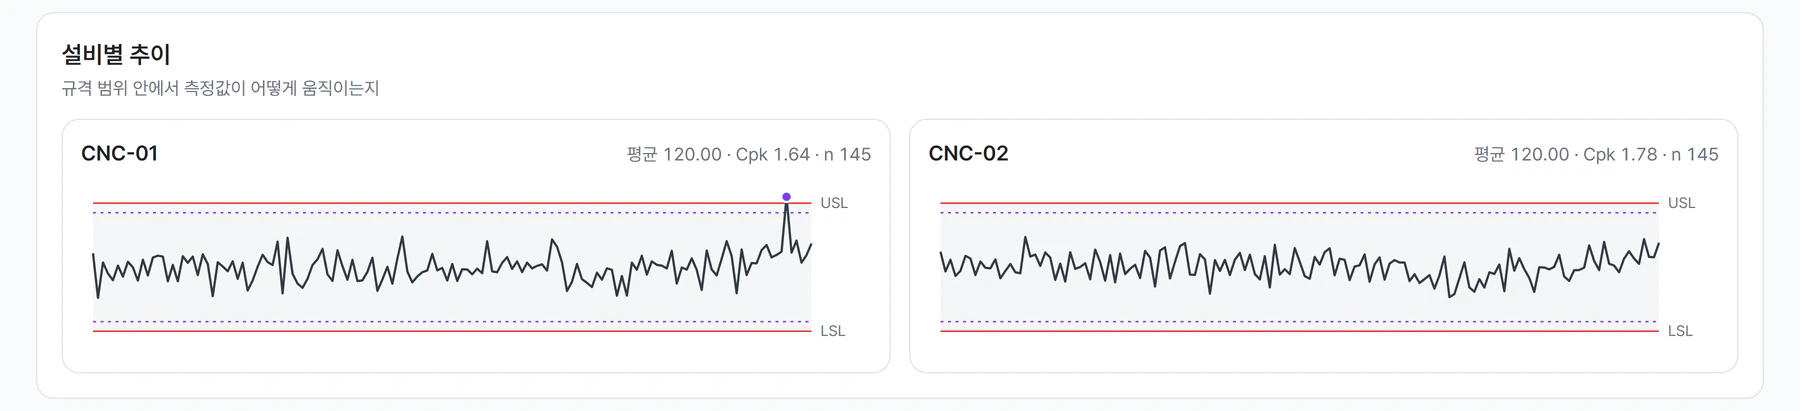 설비별 추이
규격 범위 안에서 측정값이 어떻게 움직이는지
CNC-01
평균 120.00 · Cpk 1.64 · n 145
USL
LSL
CNC-02
평균 120.00 · Cpk 1.78 · n 145
USL
LSL